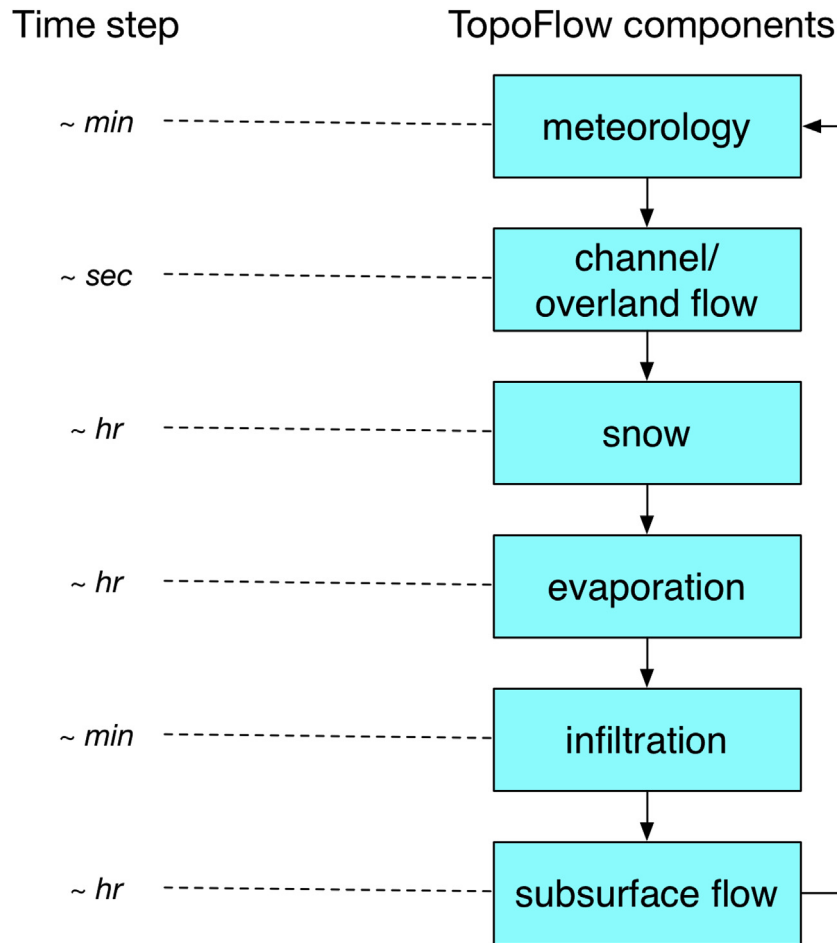 Time step
TopoFlow components
~ min
meteorology
~ sec
channel/
overland flow
~ hr
snow
~ hr
evaporation
~ min
infiltration
~ hr
subsurface flow